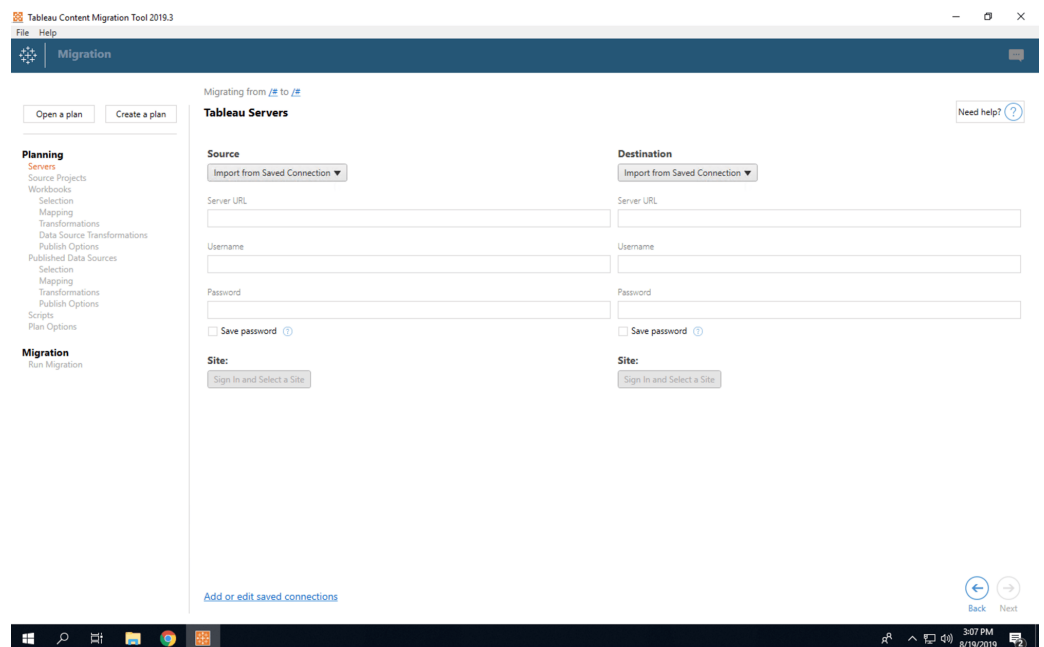 Tableau Content Migration Tool 2019.3
File Help
Migration
Migrating from /# to /#
Open a plan Create a plan
Tableau Servers
Need help? ?
Planning
Servers
Source Projects
Workbooks
Selection
Mapping
Transformations
Data Source Transformations
Publish Options
Published Data Sources
Selection
Mapping
Transformations
Publish Options
Scripts
Plan Options
Migration
Run Migration
Source
Import from Saved Connection
Server URL
Username
Password
Save password ?
Site:
Sign In and Select a Site
Destination
Import from Saved Connection
Server URL
Username
Password
Save password ?
Site:
Sign In and Select a Site
Add or edit saved connections
Back Next
3:07 PM
8/19/2019
2